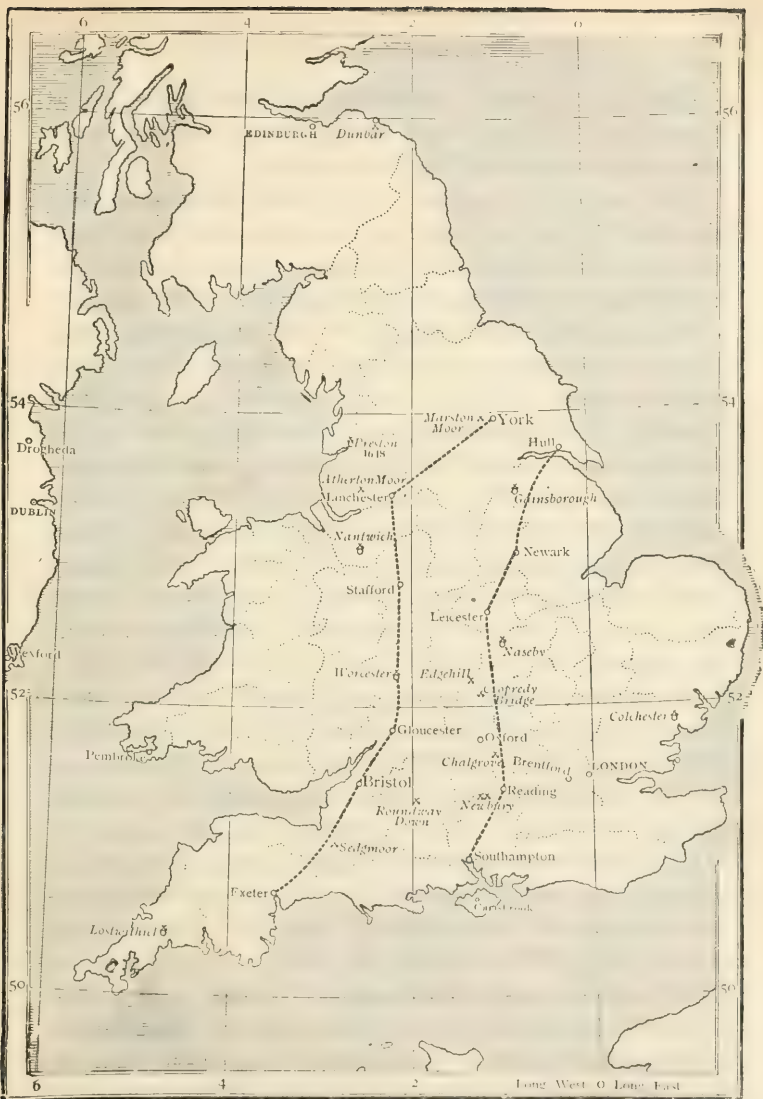 6
4
2
0
56
56
EDINBURGH
Dunbar
54
54
Marston
Moor
York
Drogheda
Preston
1648
Hull
Atherton Moor
Manchester
Gainsborough
DUBLIN
Nantwich
Newark
Stafford
Leicester
Wexford
Naseby
Worcester
Edgehill
Copredy
Bridge
52
52
Colchester
Gloucester
Oxford
Pembroke
Chalgrove
Brentford
LONDON
Bristol
Reading
Roundway
Down
Newbury
Sedgmoor
Southampton
Exeter
Carisbrook
Lostwithiel
50
50
6
4
2
Long West 0 Long East